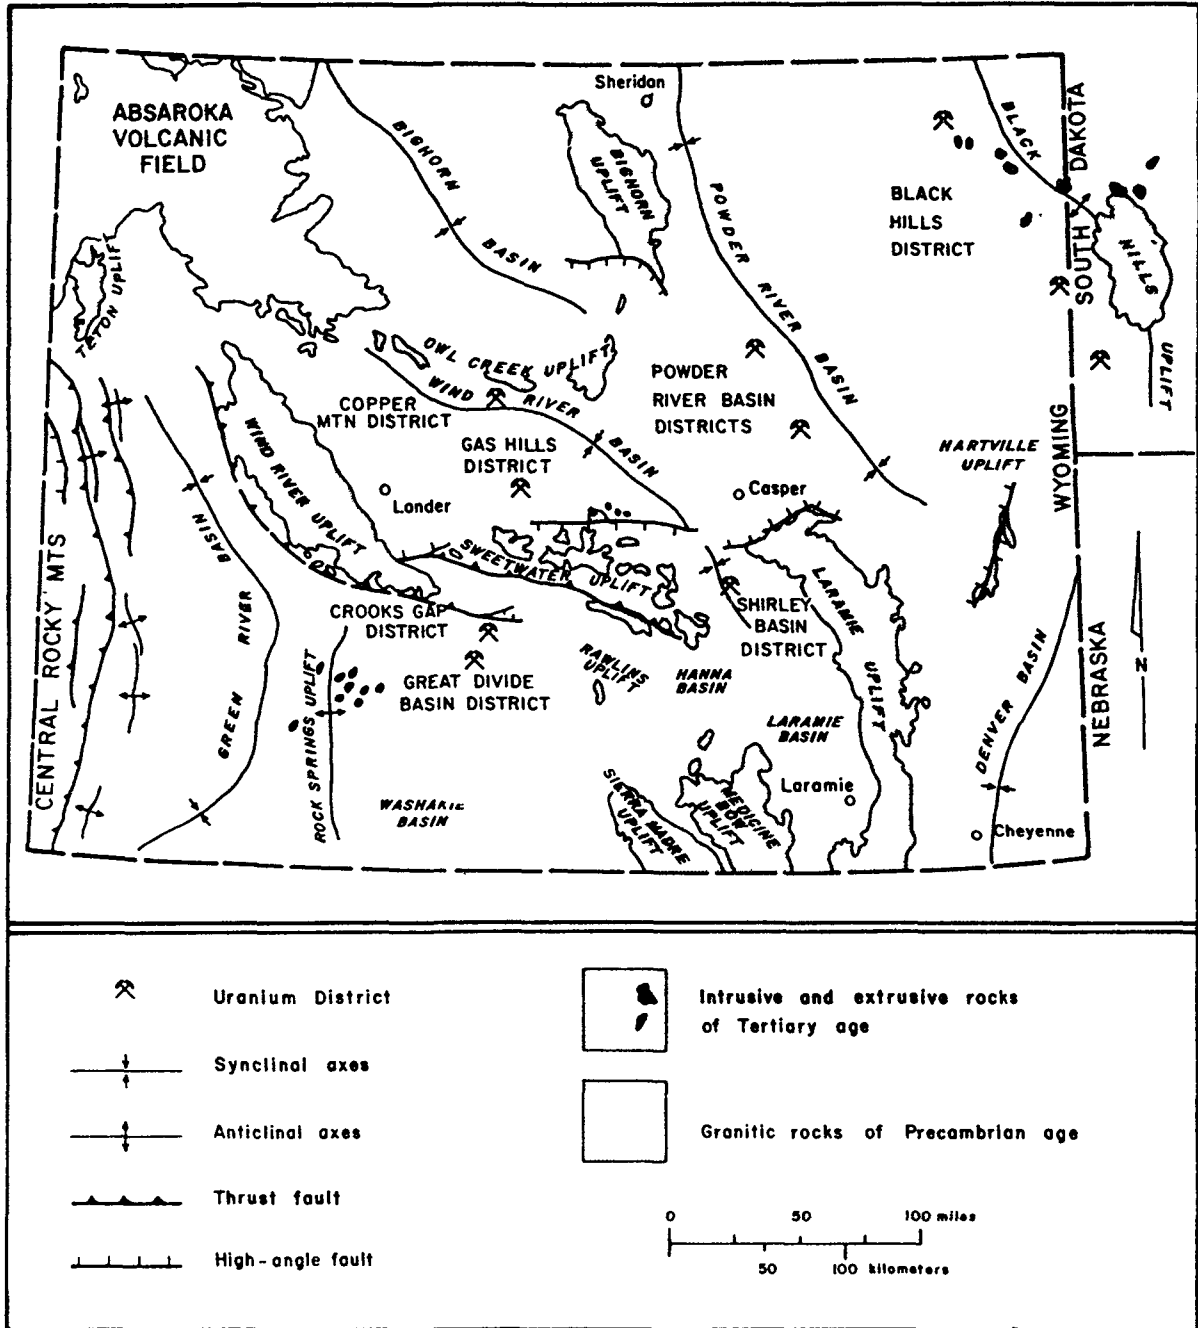 Sheridan
ABSAROKA
VOLCANIC
FIELD
BIGHORN
BASIN
BIGHORN
UPLIFT
POWDER
RIVER
BASIN
BLACK
HILLS
UPLIFT
BLACK
HILLS
DISTRICT
SOUTH DAKOTA
TETON UPLIFT
OWL CREEK UPLIFT
WIND RIVER
BASIN
COPPER
MTN DISTRICT
POWDER
RIVER BASIN
DISTRICTS
GAS HILLS
DISTRICT
WIND RIVER UPLIFT
Lander
Casper
HARTVILLE
UPLIFT
WYOMING
NEBRASKA
CENTRAL ROCKY MTS
GREEN
RIVER
BASIN
SWEETWATER UPLIFT
CROOKS GAP
DISTRICT
GREAT DIVIDE
BASIN DISTRICT
ROCK SPRINGS UPLIFT
RAWLINS
UPLIFT
HANNA
BASIN
SHIRLEY
BASIN
DISTRICT
LARAMIE
UPLIFT
LARAMIE
BASIN
DENVER BASIN
N
WASHAKIE
BASIN
SIERRA MADRE
UPLIFT
MEDICINE
BOW
UPLIFT
Laramie
Cheyenne
Uranium District
Synclinal axes
Anticlinal axes
Thrust fault
High-angle fault
Intrusive and extrusive rocks
of Tertiary age
Granitic rocks of Precambrian age
0 50 100 miles
50 100 kilometers